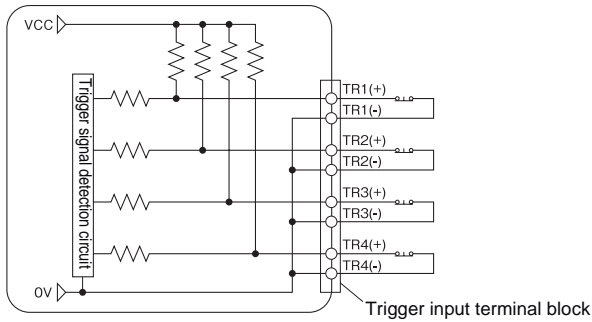 VCC
Trigger signal detection circuit
TR1(+)
TR1(-)
TR2(+)
TR2(-)
TR3(+)
TR3(-)
TR4(+)
TR4(-)
0V
Trigger input terminal block